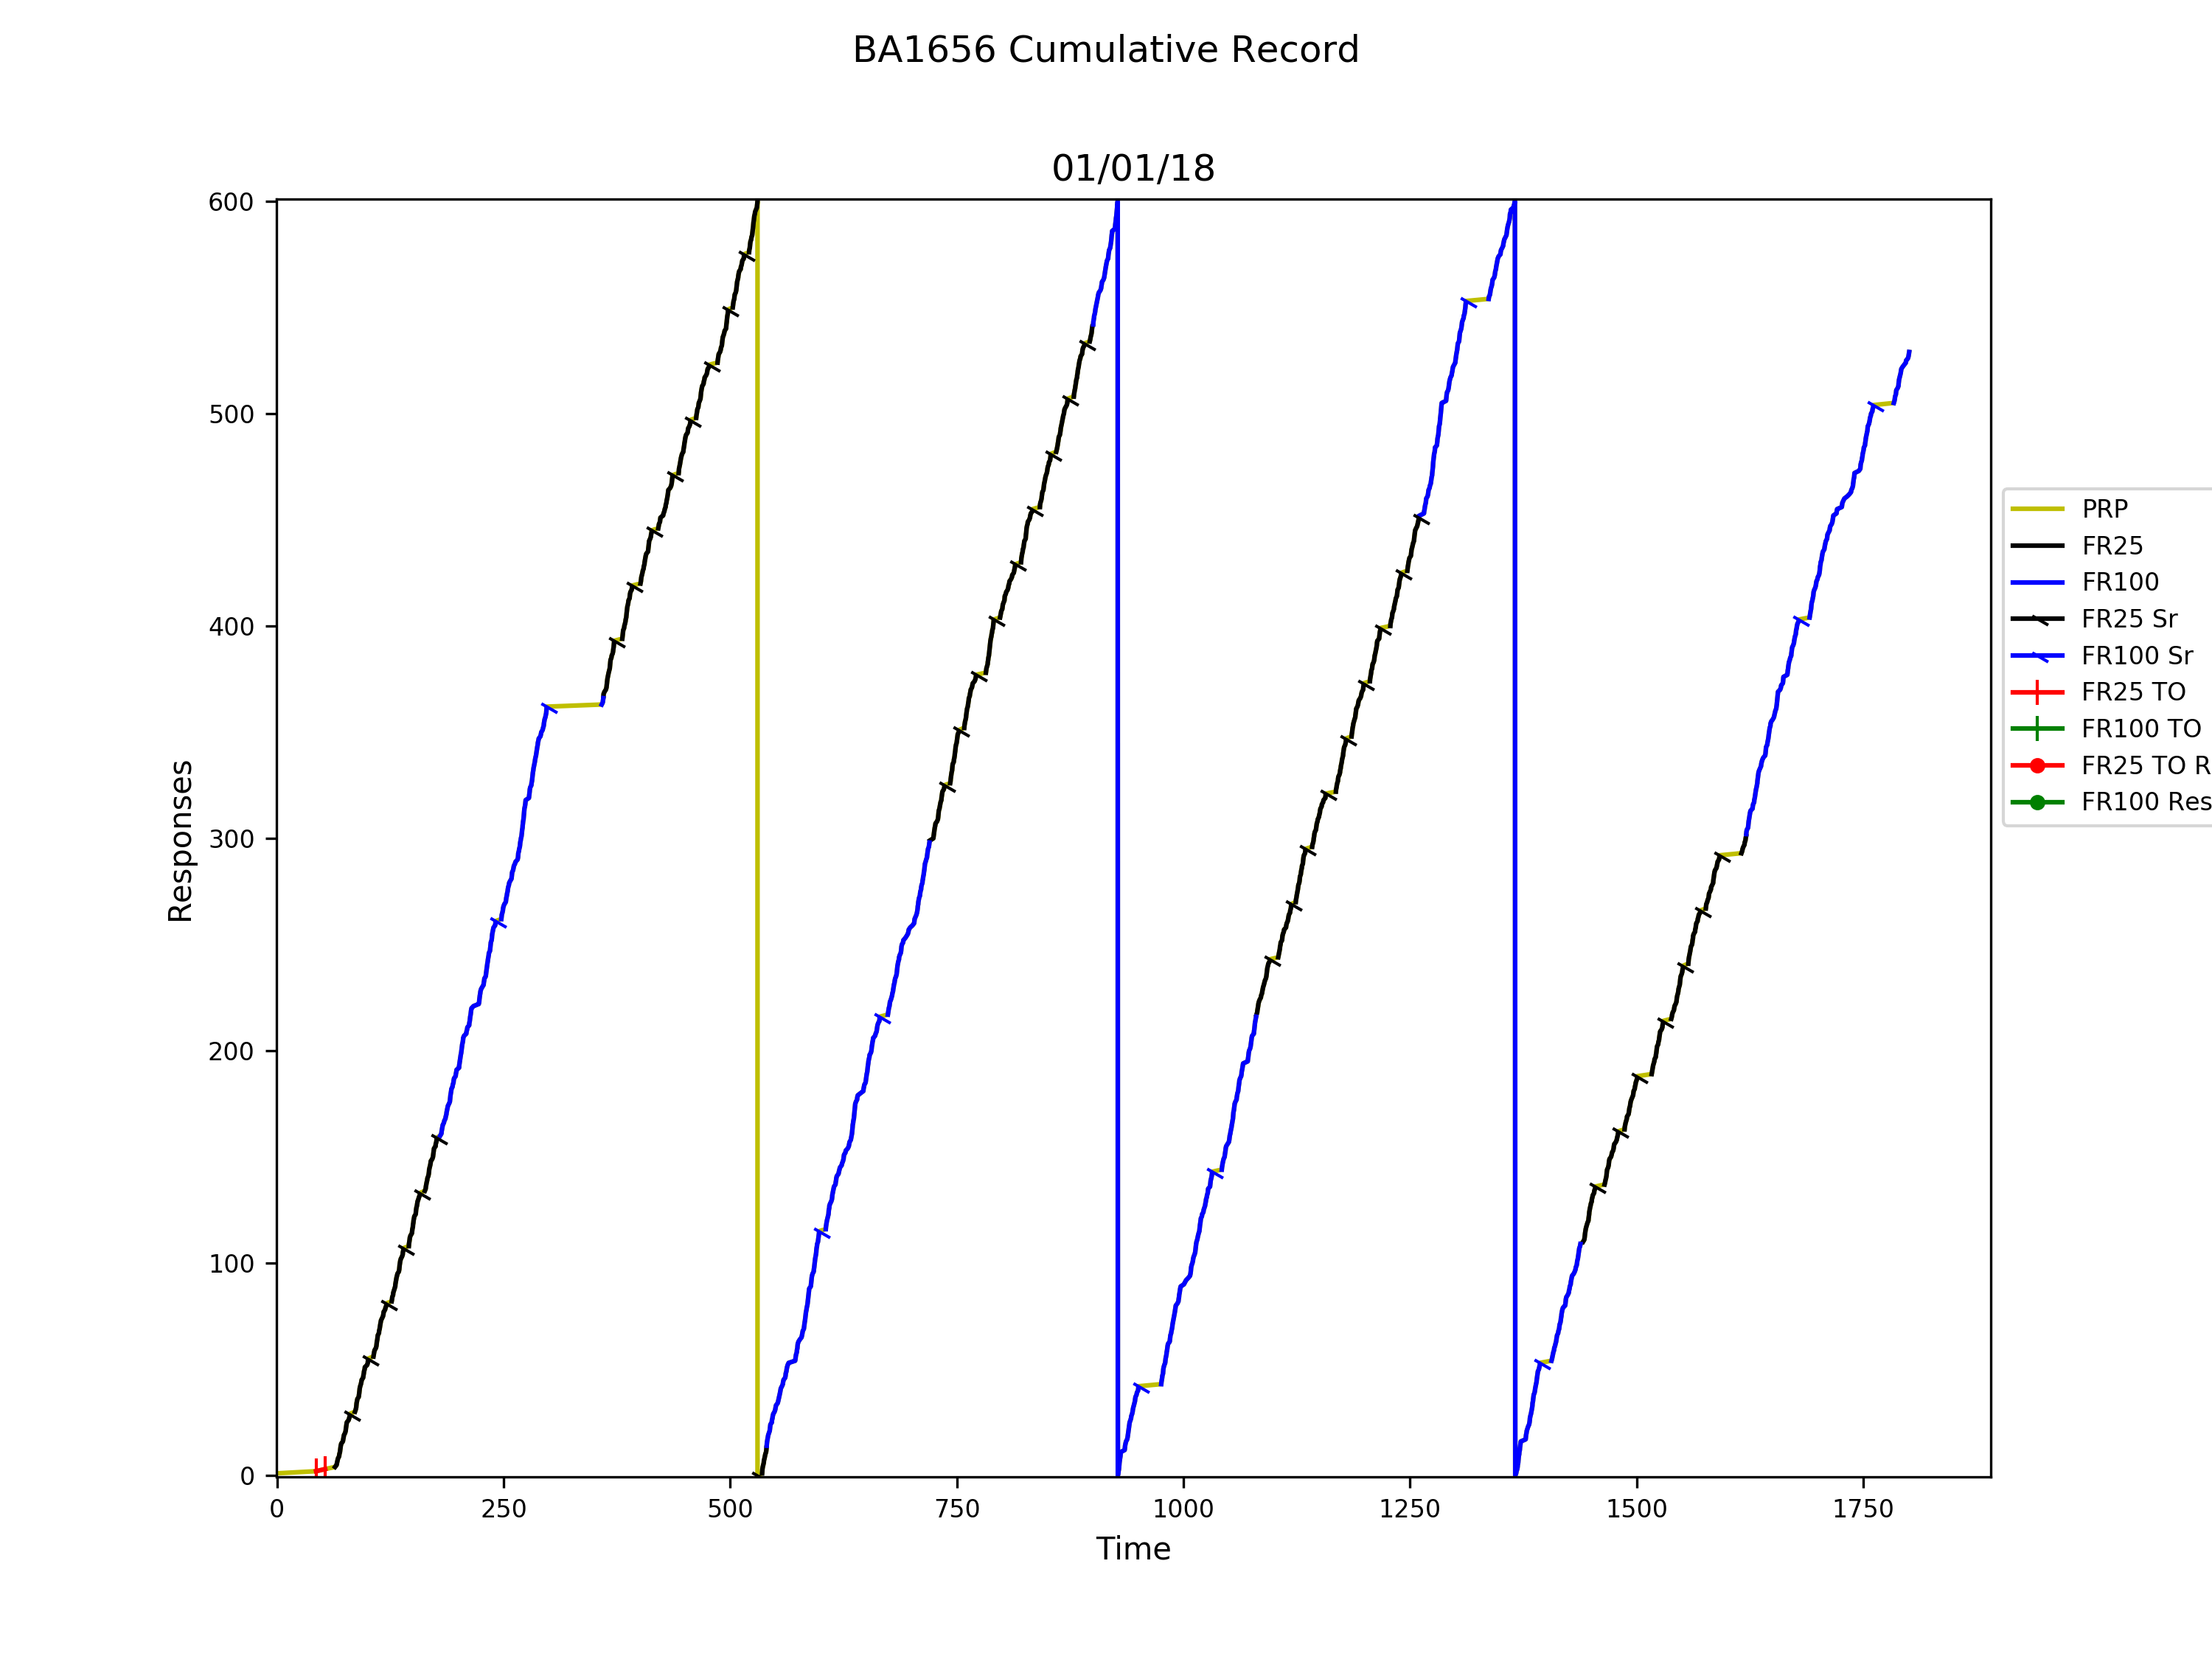 BA1656 Cumulative Record
01/01/18
600
500
400
300
200
100
0
Responses
0 250 500 750 1000 1250 1500 1750
Time
PRP
FR25
FR100
FR25 Sr
FR100 Sr
FR25 TO
FR100 TO
FR25 TO R
FR100 Res